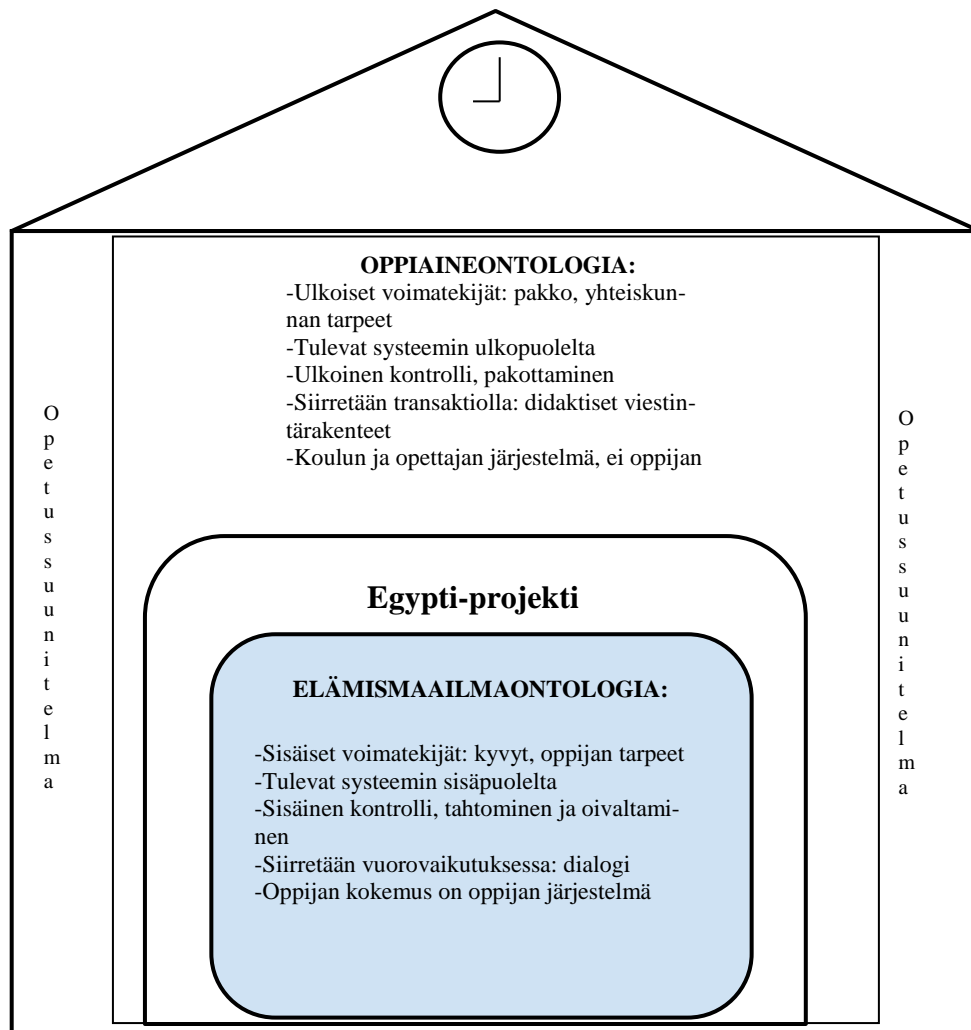 OPPIAINEONTOLOGIA:
-Ulkoiset voimatekijät: pakko, yhteiskun-
nan tarpeet
-Tulevat systeemin ulkopuolelta
-Ulkoinen kontrolli, pakottaminen
-Siirretään transaktiolla: didaktiset viestin-
tärakenteet
-Koulun ja opettajan järjestelmä, ei oppijan
Opetussuunitelma
Opetussuunitelma
Egypti-projekti
ELÄMISMAAILMAONTOLOGIA:
-Sisäiset voimatekijät: kyvyt, oppijan tarpeet
-Tulevat systeemin sisäpuolelta
-Sisäinen kontrolli, tahtominen ja oivaltami-
nen
-Siirretään vuorovaikutuksessa: dialogi
-Oppijan kokemus on oppijan järjestelmä